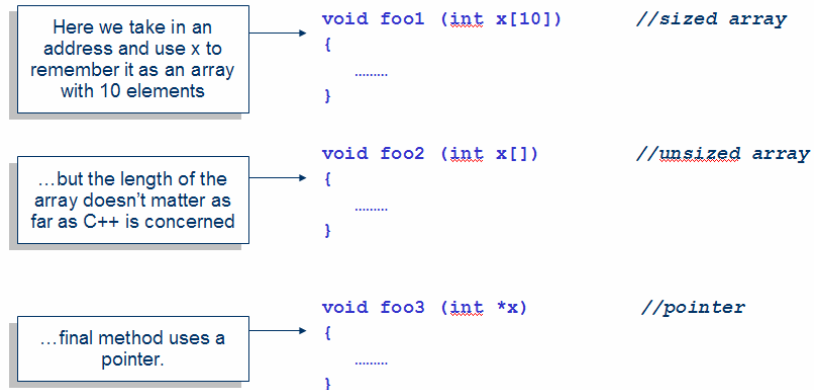 Here we take in an
address and use x to
remember it as an array
with 10 elements
void foo1 (int x[10]) //sized array
{
.........
}
…but the length of the
array doesn't matter as
far as C++ is concerned
void foo2 (int x[]) //unsized array
{
.........
}
…final method uses a
pointer.
void foo3 (int *x) //pointer
{
.........
}